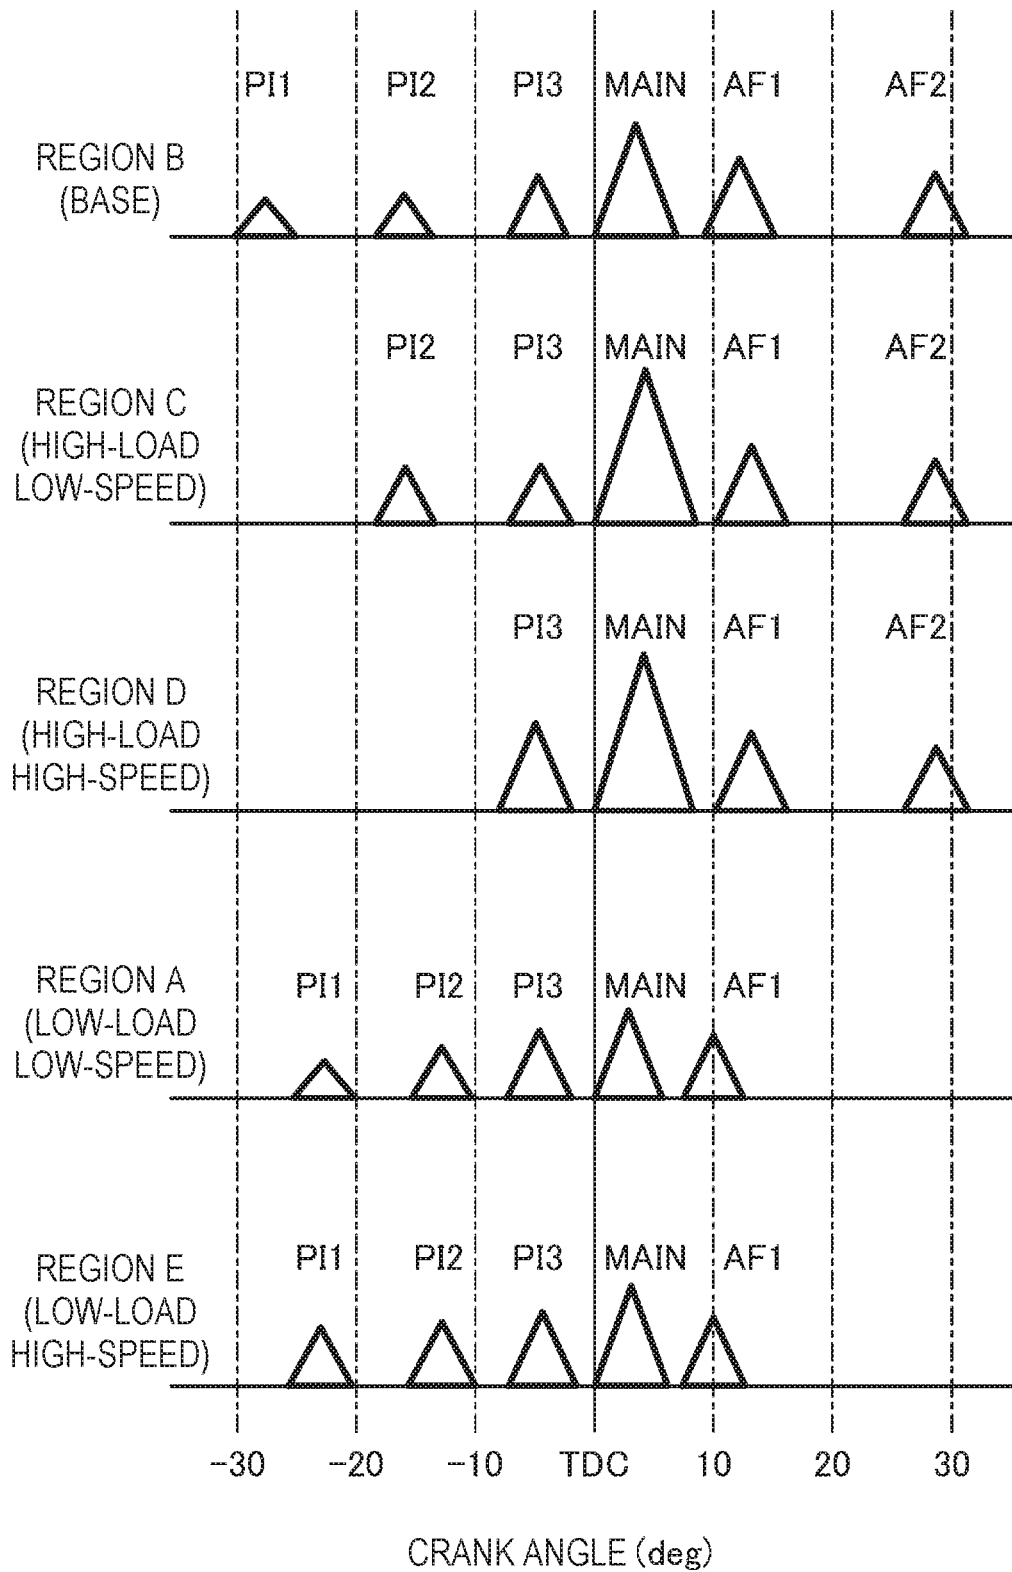 PI1 PI2 PI3 MAIN AF1 AF2
REGION B
(BASE)
PI2 PI3 MAIN AF1 AF2
REGION C
(HIGH-LOAD
LOW-SPEED)
PI3 MAIN AF1 AF2
REGION D
(HIGH-LOAD
HIGH-SPEED)
PI1 PI2 PI3 MAIN AF1
REGION A
(LOW-LOAD
LOW-SPEED)
PI1 PI2 PI3 MAIN AF1
REGION E
(LOW-LOAD
HIGH-SPEED)
-30 -20 -10 TDC 10 20 30
CRANK ANGLE (deg)